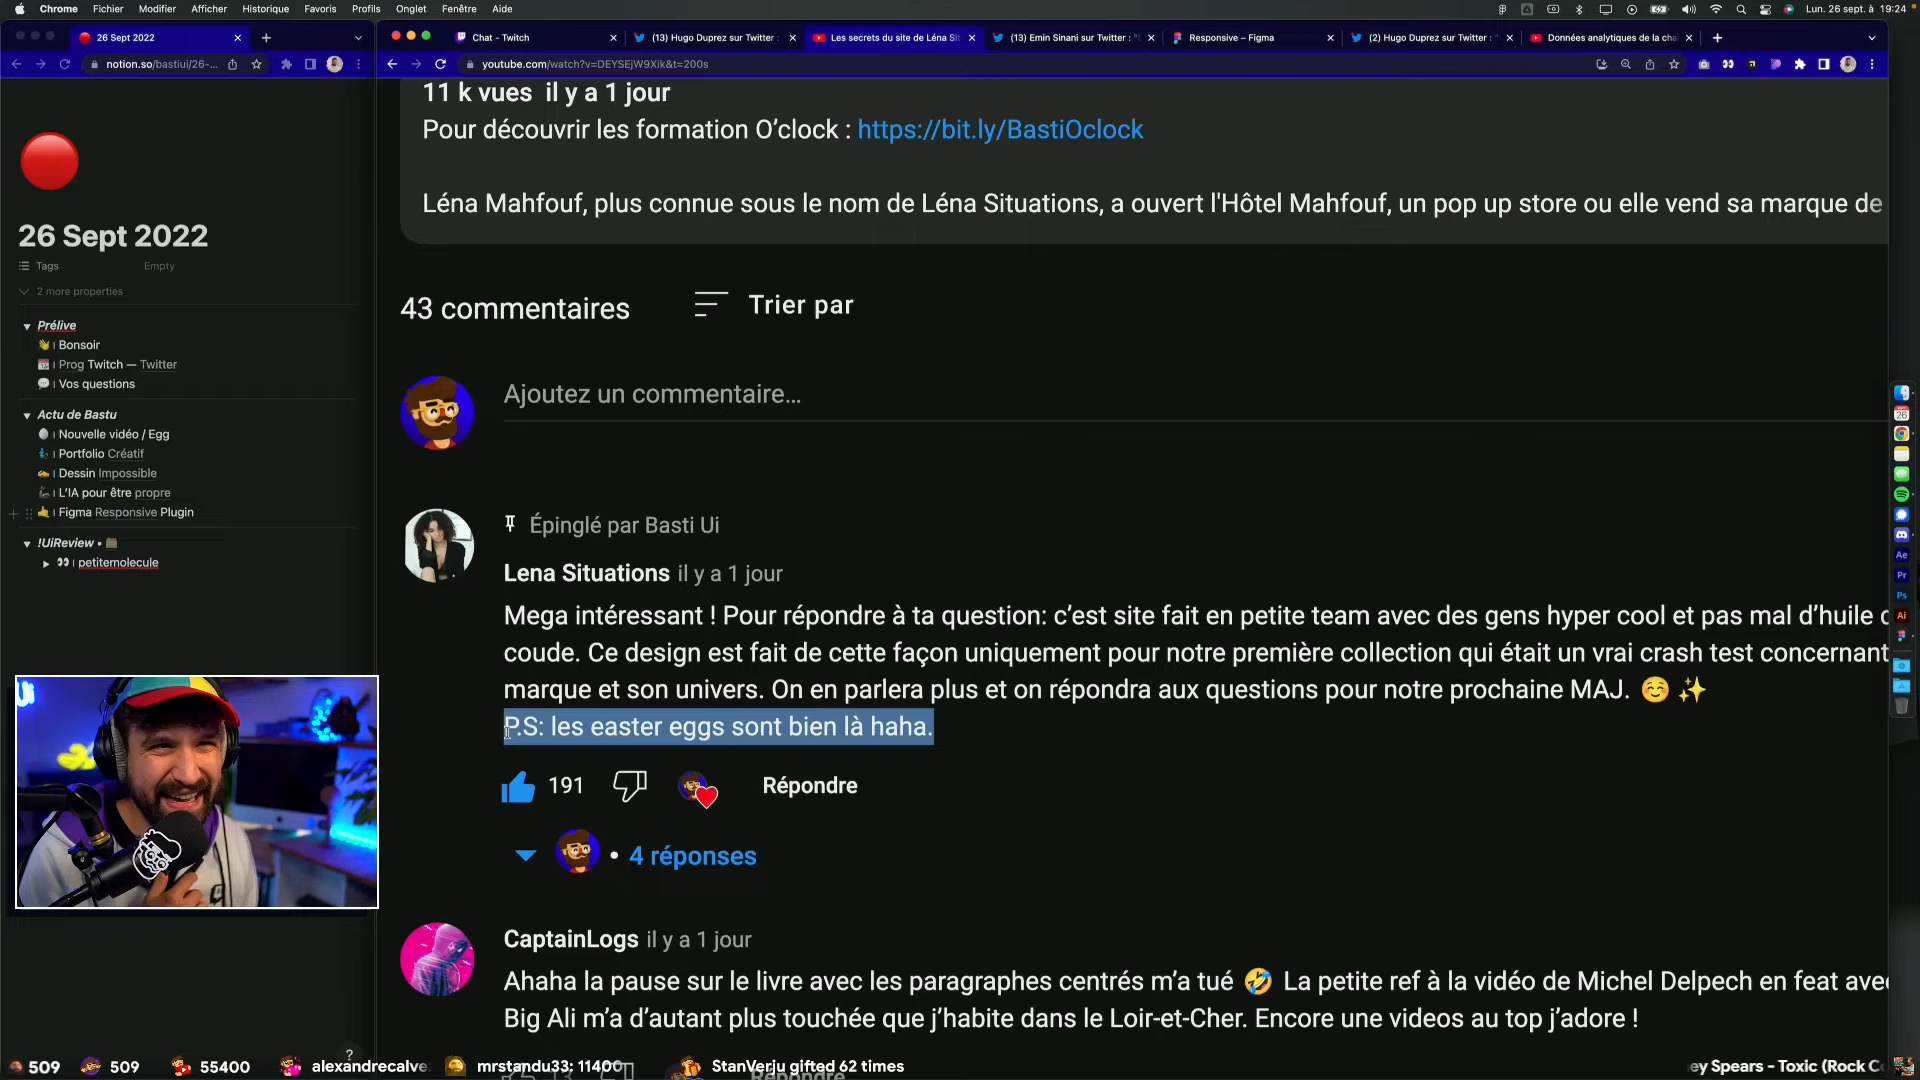 Chrome Fichier Modifier Afficher Historique Favoris Profils Onglet Fenêtre Aide
Lun. 26 sept. à 19:24
26 Sept 2022
Chat - Twitch
(13) Hugo Duprez sur Twitter :
Les secrets du site de Léna Si
(13) Emin Sinani sur Twitter : "
Responsive – Figma
(2) Hugo Duprez sur Twitter : "
Données analytiques de la cha
notion.so/bastiui/26-...
youtube.com/watch?v=DEYSEjW9Xik&t=200s
26 Sept 2022
Tags Empty
2 more properties
Prélive
Bonsoir
Prog Twitch — Twitter
Vos questions
Actu de Bastu
Nouvelle vidéo / Egg
Portfolio Créatif
Dessin Impossible
L'IA pour être propre
Figma Responsive Plugin
!UiReview •
petitemolecule
11 k vues il y a 1 jour
Pour découvrir les formation O'clock : https://bit.ly/BastiOclock
Léna Mahfouf, plus connue sous le nom de Léna Situations, a ouvert l'Hôtel Mahfouf, un pop up store ou elle vend sa marque de
43 commentaires
Trier par
Ajoutez un commentaire...
Épinglé par Basti Ui
Lena Situations il y a 1 jour
Mega intéressant ! Pour répondre à ta question: c'est site fait en petite team avec des gens hyper cool et pas mal d'huile
coude. Ce design est fait de cette façon uniquement pour notre première collection qui était un vrai crash test concernant
marque et son univers. On en parlera plus et on répondra aux questions pour notre prochaine MAJ. ☺️ ✨
P.S: les easter eggs sont bien là haha.
191
Répondre
• 4 réponses
CaptainLogs il y a 1 jour
Ahaha la pause sur le livre avec les paragraphes centrés m'a tué 🤣 La petite ref à la vidéo de Michel Delpech en feat avec
Big Ali m'a d'autant plus touchée que j'habite dans le Loir-et-Cher. Encore une videos au top j'adore !
26
Ae
Pr
Ps
Ai
?
509
509
55400
alexandrecalve
mrstandu33: 11400
StanVerju gifted 62 times
ey Spears - Toxic (Rock C